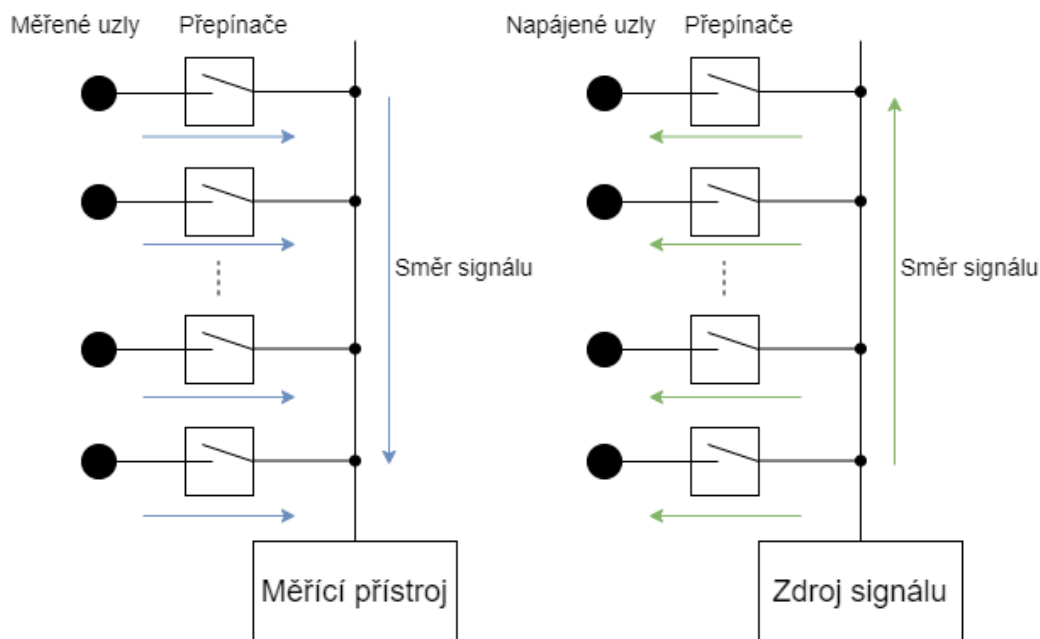 Měřené uzly
Přepínače
Napájené uzly
Přepínače
Směr signálu
Směr signálu
Měřící přístroj
Zdroj signálu